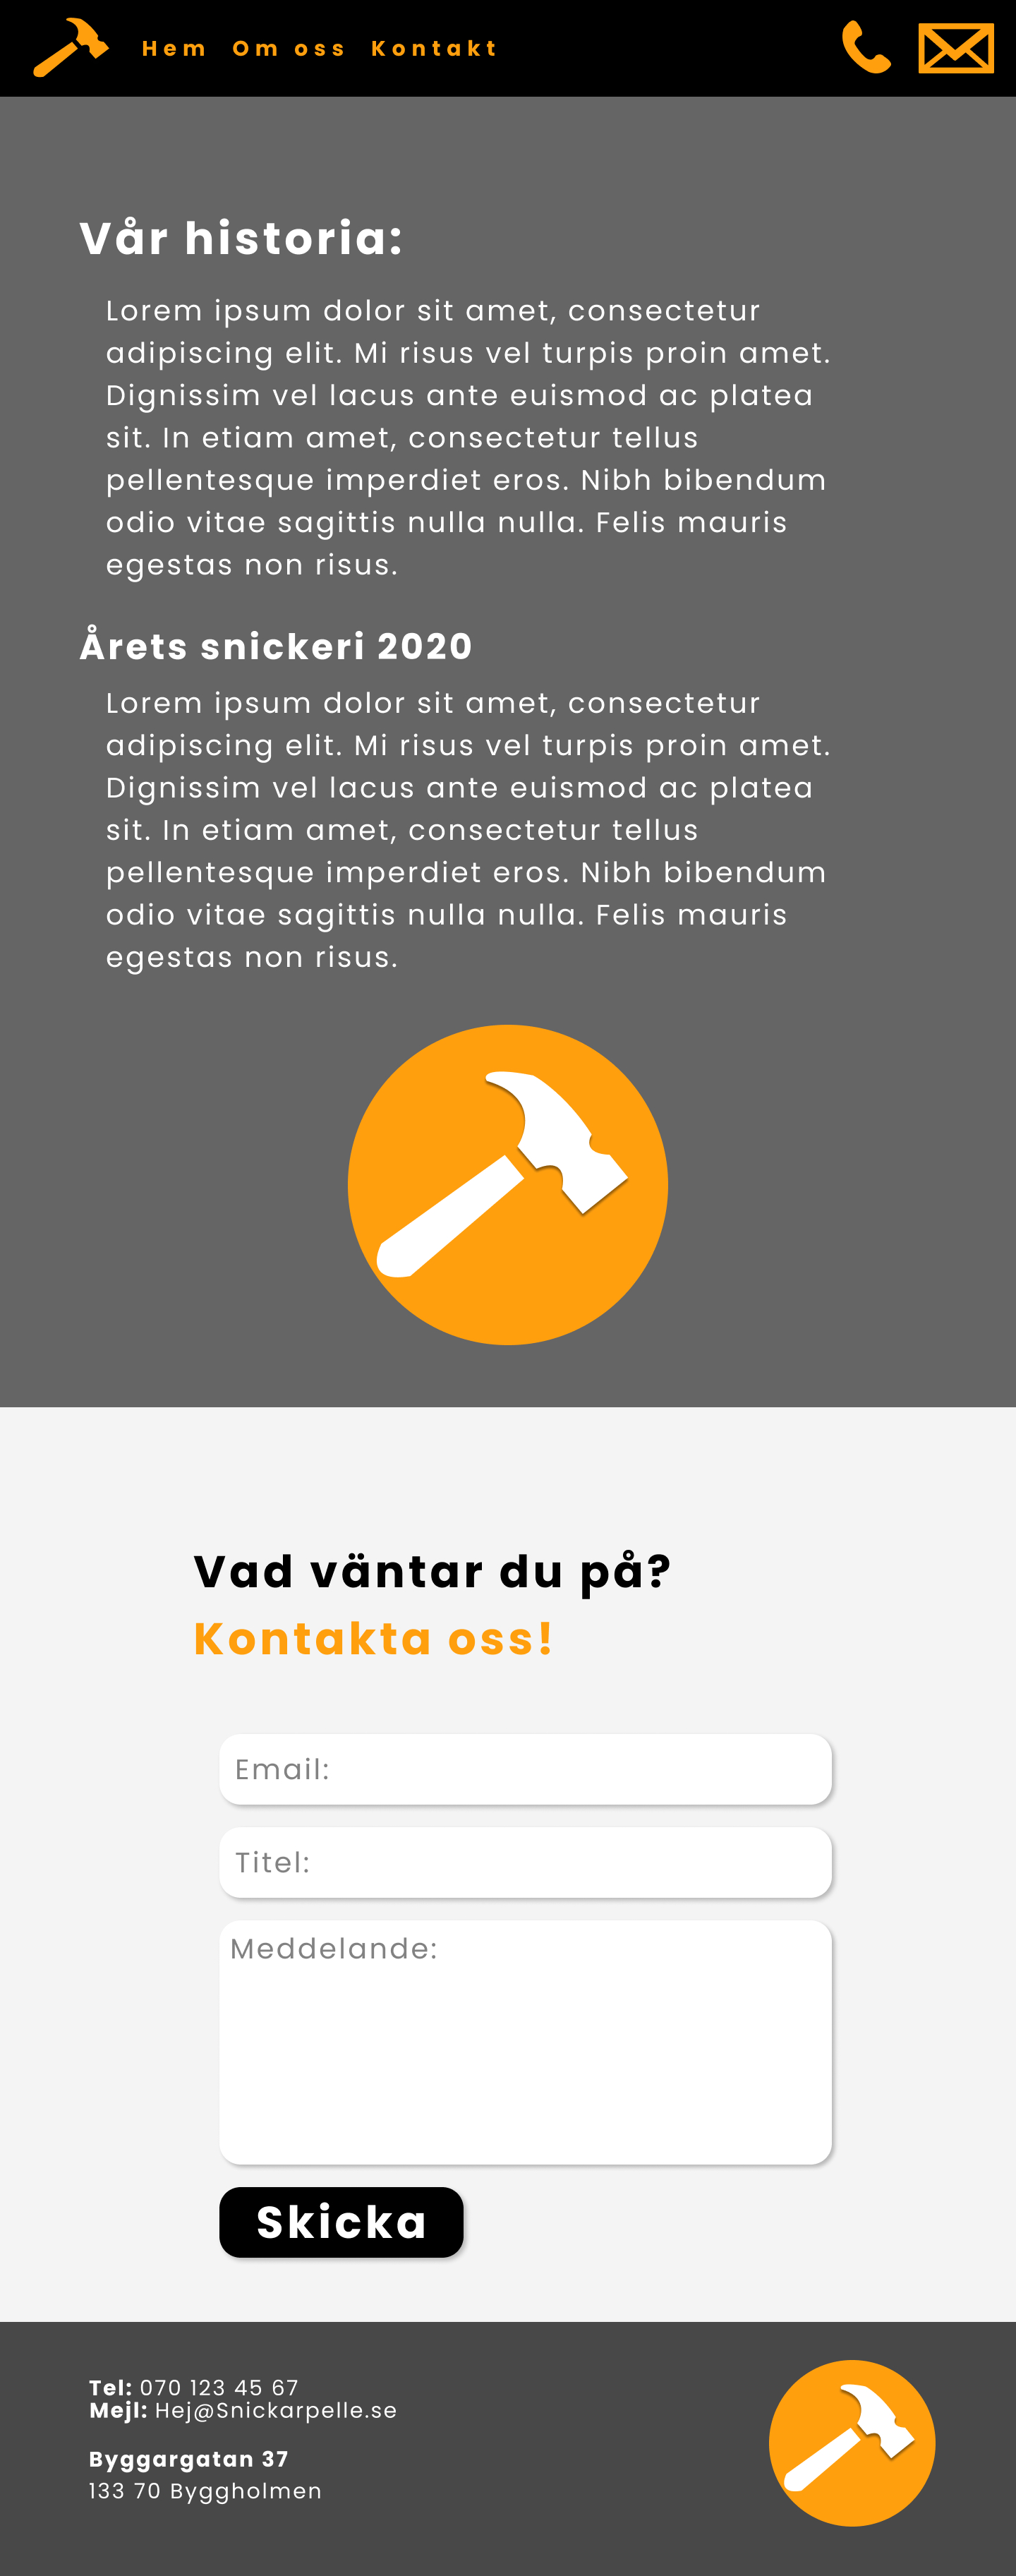 Hem Om oss Kontakt
Vår historia:
Lorem ipsum dolor sit amet, consectetur
adipiscing elit. Mi risus vel turpis proin amet.
Dignissim vel lacus ante euismod ac platea
sit. In etiam amet, consectetur tellus
pellentesque imperdiet eros. Nibh bibendum
odio vitae sagittis nulla nulla. Felis mauris
egestas non risus.
Årets snickeri 2020
Lorem ipsum dolor sit amet, consectetur
adipiscing elit. Mi risus vel turpis proin amet.
Dignissim vel lacus ante euismod ac platea
sit. In etiam amet, consectetur tellus
pellentesque imperdiet eros. Nibh bibendum
odio vitae sagittis nulla nulla. Felis mauris
egestas non risus.
Vad väntar du på?
Kontakta oss!
Email:
Titel:
Meddelande:
Skicka
Tel: 070 123 45 67
Mejl: Hej@Snickarpelle.se
Byggargatan 37
133 70 Byggholmen